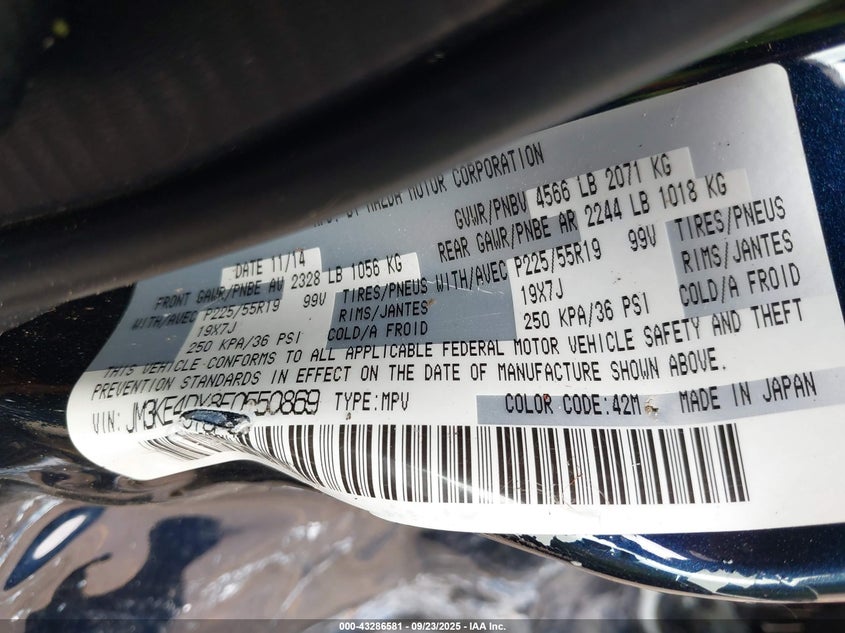 MAZDA MOTOR CORPORATION
DATE 11/14 GVWR/PNBV 4566 LB 2071 KG
FRONT GAWR/PNBE AV 2328 LB 1056 KG REAR GAWR/PNBE AR 2244 LB 1018 KG
WITH/AVEC P225/55R19 99V TIRES/PNEUS WITH/AVEC P225/55R19 99V TIRES/PNEUS
19X7J RIMS/JANTES 19X7J RIMS/JANTES
250 KPA/36 PSI COLD/A FROID 250 KPA/36 PSI COLD/A FROID
THIS VEHICLE CONFORMS TO ALL APPLICABLE FEDERAL MOTOR VEHICLE SAFETY AND THEFT
PREVENTION STANDARDS IN EFFECT ON THE DATE OF MANUFACTURE SHOWN ABOVE.
VIN: TYPE:MPV COLOR CODE:42M MADE IN JAPAN
000-43286581 - 09/23/2025 - IAA Inc.